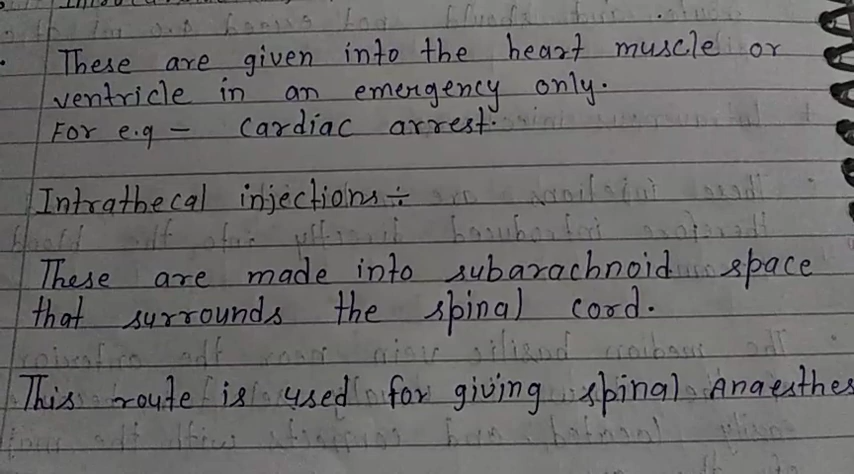 These are given into the heart muscle or
ventricle in an emergency only.
For e.g - Cardiac arrest.
Intrathecal injections ÷
These are made into subarachnoid space
that surrounds the spinal cord.
This route is used for giving spinal Anaesthes